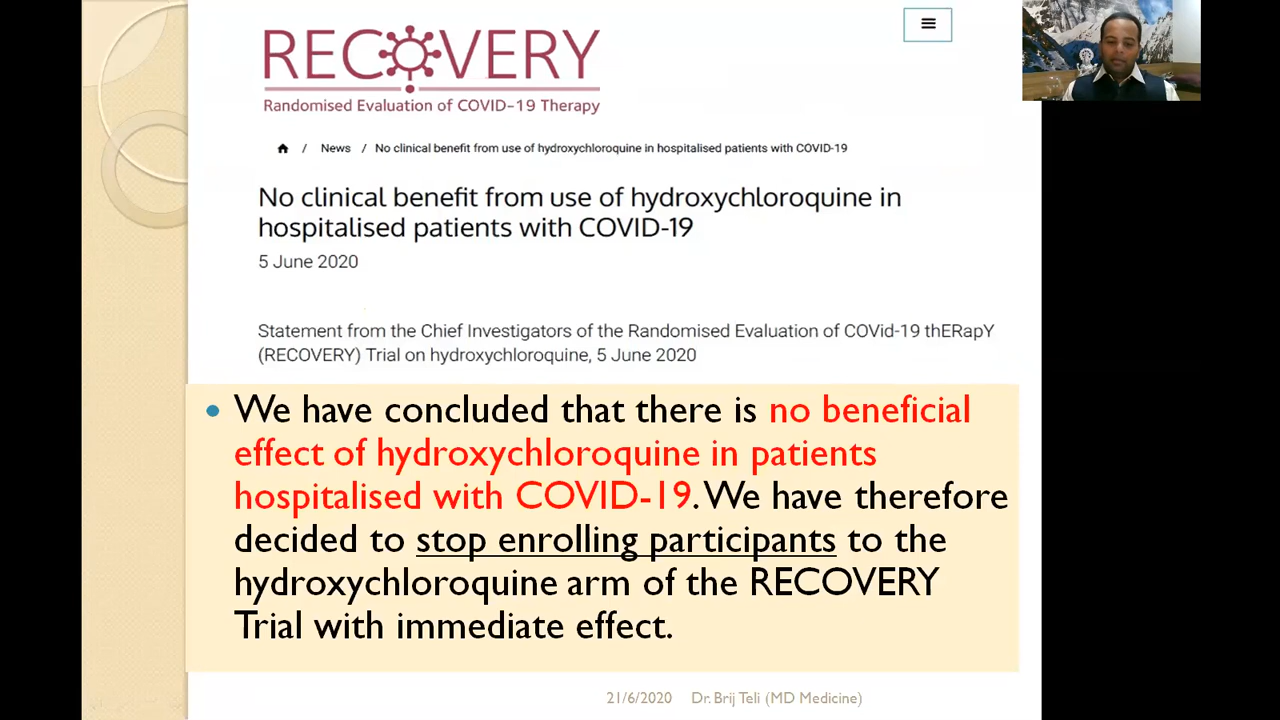 RECOVERY
Randomised Evaluation of COVID-19 Therapy
/ News / No clinical benefit from use of hydroxychloroquine in hospitalised patients with COVID-19
No clinical benefit from use of hydroxychloroquine in
hospitalised patients with COVID-19
5 June 2020
Statement from the Chief Investigators of the Randomised Evaluation of COVid-19 thERapY
(RECOVERY) Trial on hydroxychloroquine, 5 June 2020
• We have concluded that there is no beneficial
effect of hydroxychloroquine in patients
hospitalised with COVID-19. We have therefore
decided to stop enrolling participants to the
hydroxychloroquine arm of the RECOVERY
Trial with immediate effect.
21/6/2020 Dr. Brij Teli (MD Medicine)